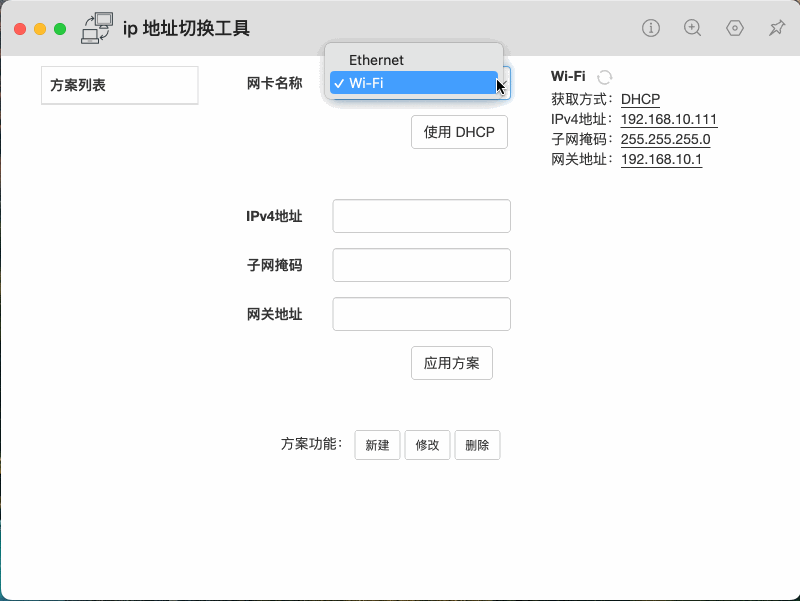 ip 地址切换工具
方案列表
网卡名称
Ethernet
✓ Wi-Fi
使用 DHCP
IPv4地址
子网掩码
网关地址
应用方案
方案功能：
新建
修改
删除
Wi-Fi
获取方式：DHCP
IPv4地址：192.168.10.111
子网掩码：255.255.255.0
网关地址：192.168.10.1